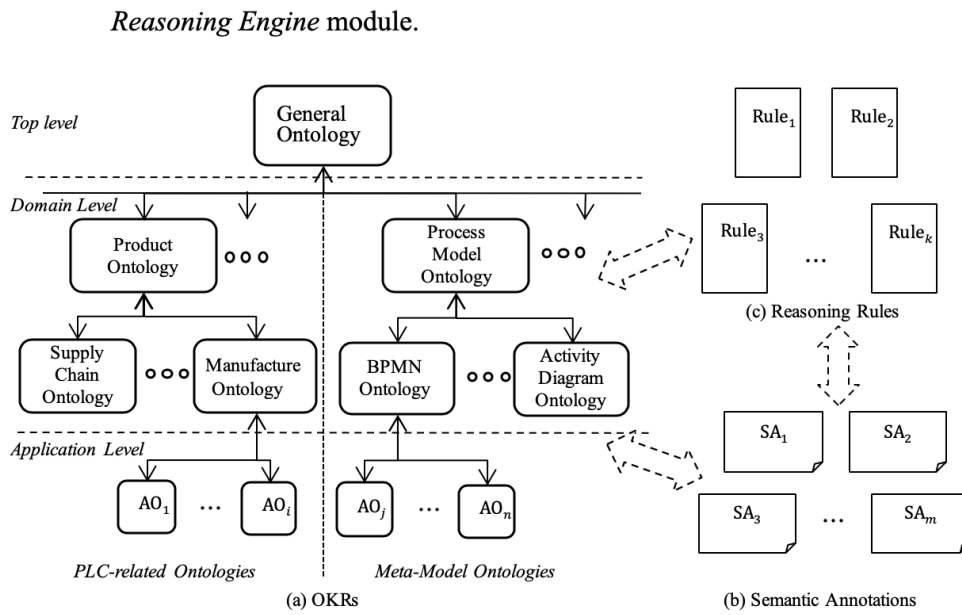 Reasoning Engine module.
Top level
General
Ontology
Rule₁
Rule₂
Domain Level
Product
Ontology
Process
Model
Ontology
Rule₃
...
Ruleₖ
(c) Reasoning Rules
Supply
Chain
Ontology
Manufacture
Ontology
BPMN
Ontology
Activity
Diagram
Ontology
Application Level
SA₁
SA₂
AO₁
...
AOᵢ
AOⱼ
...
AOₙ
SA₃
...
SAₘ
PLC-related Ontologies
Meta-Model Ontologies
(a) OKRs
(b) Semantic Annotations